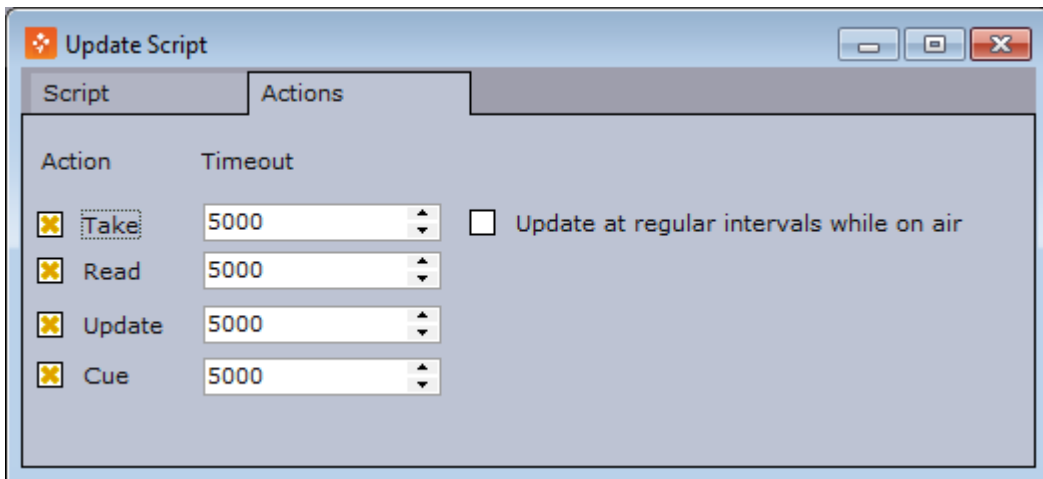 Update Script
Script Actions
Action Timeout
Take 5000 Update at regular intervals while on air
Read 5000
Update 5000
Cue 5000